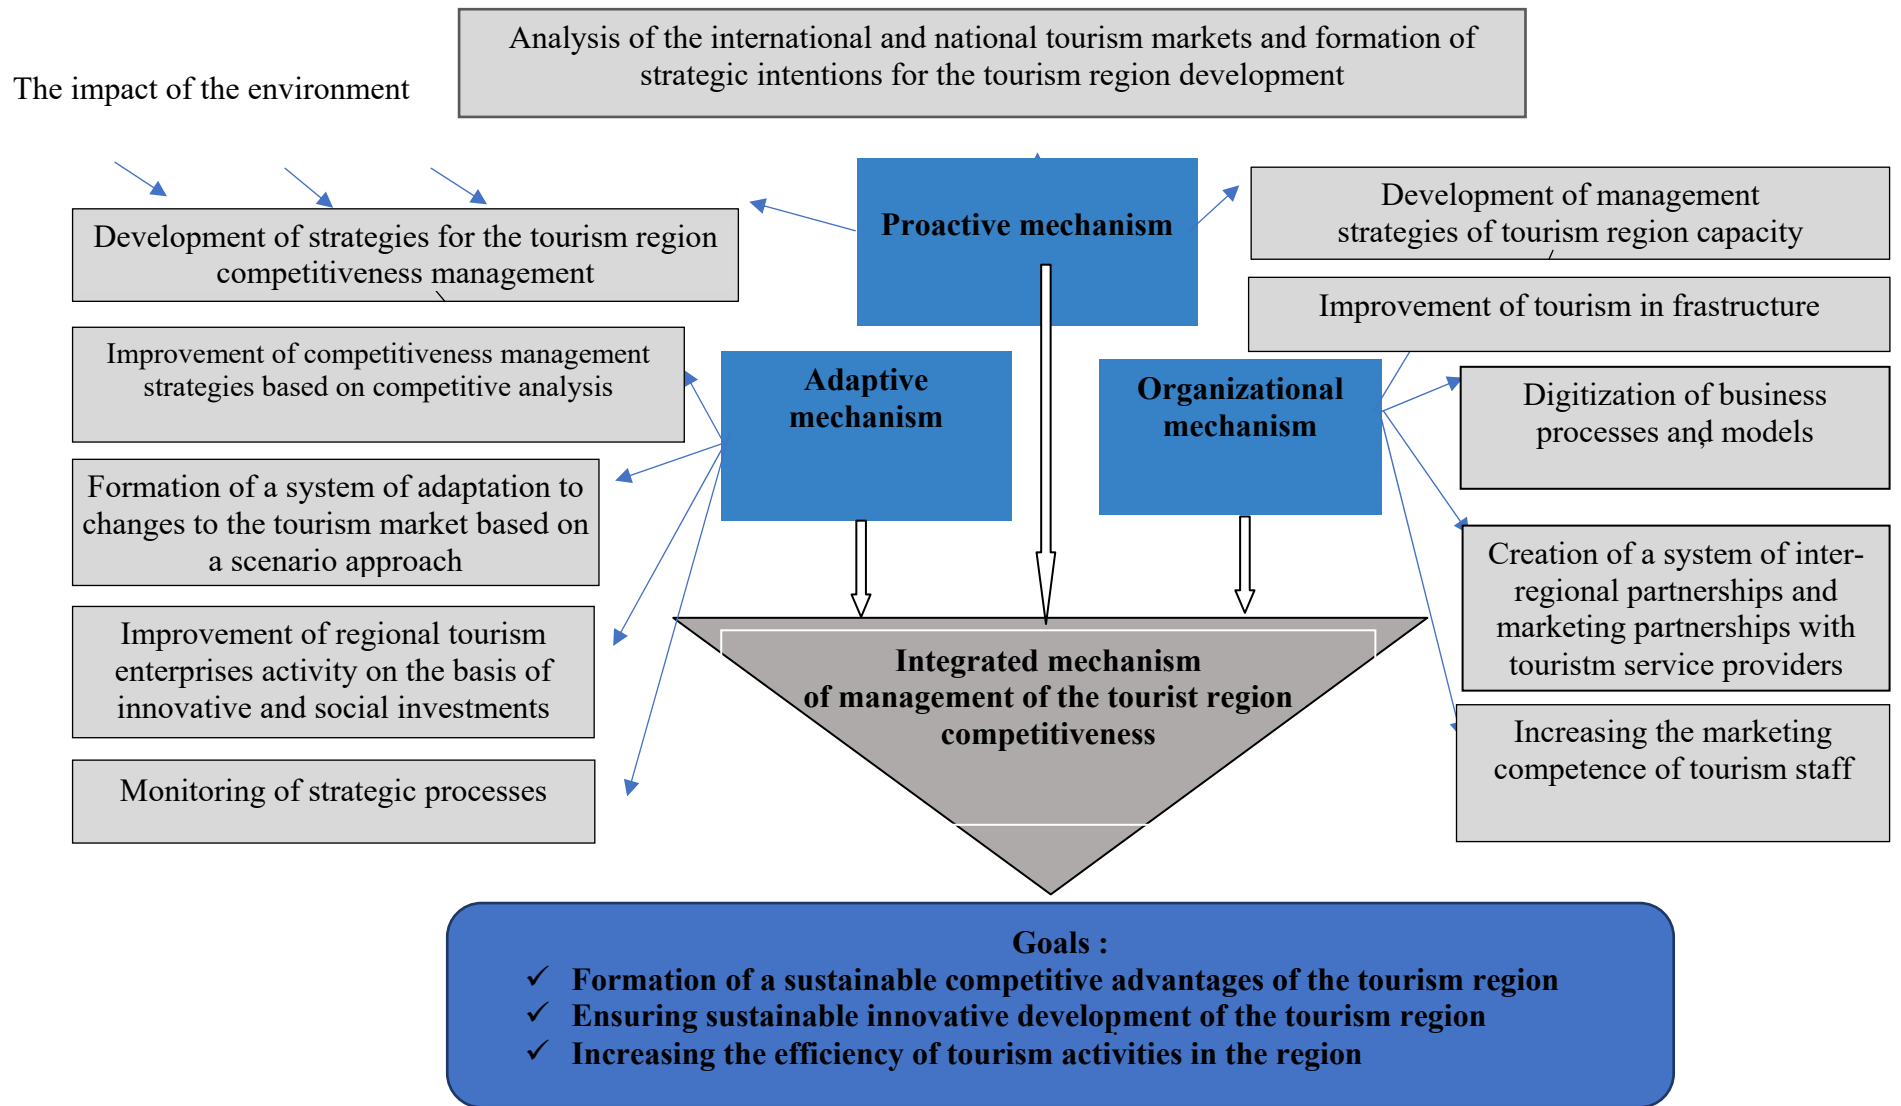 Analysis of the international and national tourism markets and formation of
strategic intentions for the tourism region development
The impact of the environment
Proactive mechanism
Development of strategies for the tourism region
competitiveness management
Development of management
strategies of tourism region capacity
Improvement of tourism in frastructure
Improvement of competitiveness management
strategies based on competitive analysis
Adaptive
mechanism
Organizational
mechanism
Digitization of business
processes and models
Formation of a system of adaptation to
changes to the tourism market based on
a scenario approach
Creation of a system of inter-
regional partnerships and
marketing partnerships with
touristm service providers
Improvement of regional tourism
enterprises activity on the basis of
innovative and social investments
Integrated mechanism
of management of the tourist region
competitiveness
Increasing the marketing
competence of tourism staff
Monitoring of strategic processes
Goals :
✓ Formation of a sustainable competitive advantages of the tourism region
✓ Ensuring sustainable innovative development of the tourism region
✓ Increasing the efficiency of tourism activities in the region